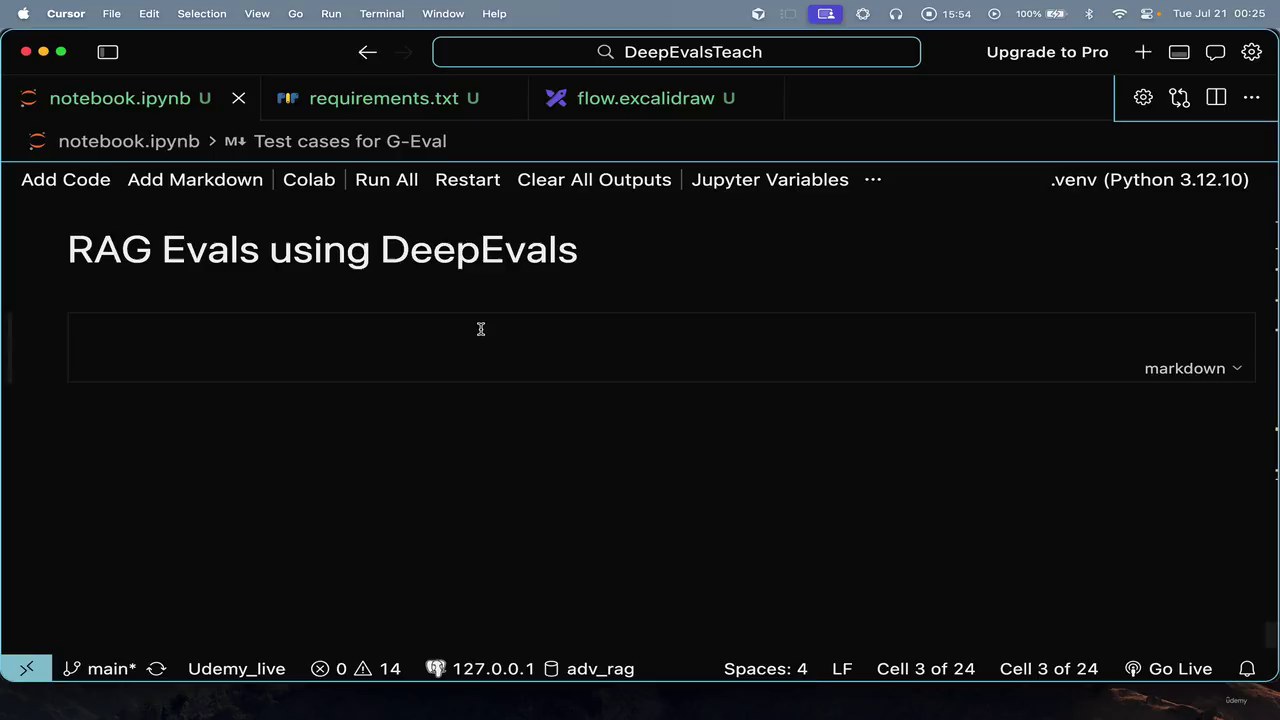 Cursor File Edit Selection View Go Run Terminal Window Help 15:54 100% Tue Jul 21 00:25
DeepEvalsTeach Upgrade to Pro
notebook.ipynb U requirements.txt U flow.excalidraw U
notebook.ipynb > M Test cases for G-Eval
Add Code Add Markdown Colab Run All Restart Clear All Outputs Jupyter Variables ... .venv (Python 3.12.10)
RAG Evals using DeepEvals
markdown
main* Udemy_live 0 14 127.0.0.1 adv_rag Spaces: 4 LF Cell 3 of 24 Cell 3 of 24 Go Live
Udemy